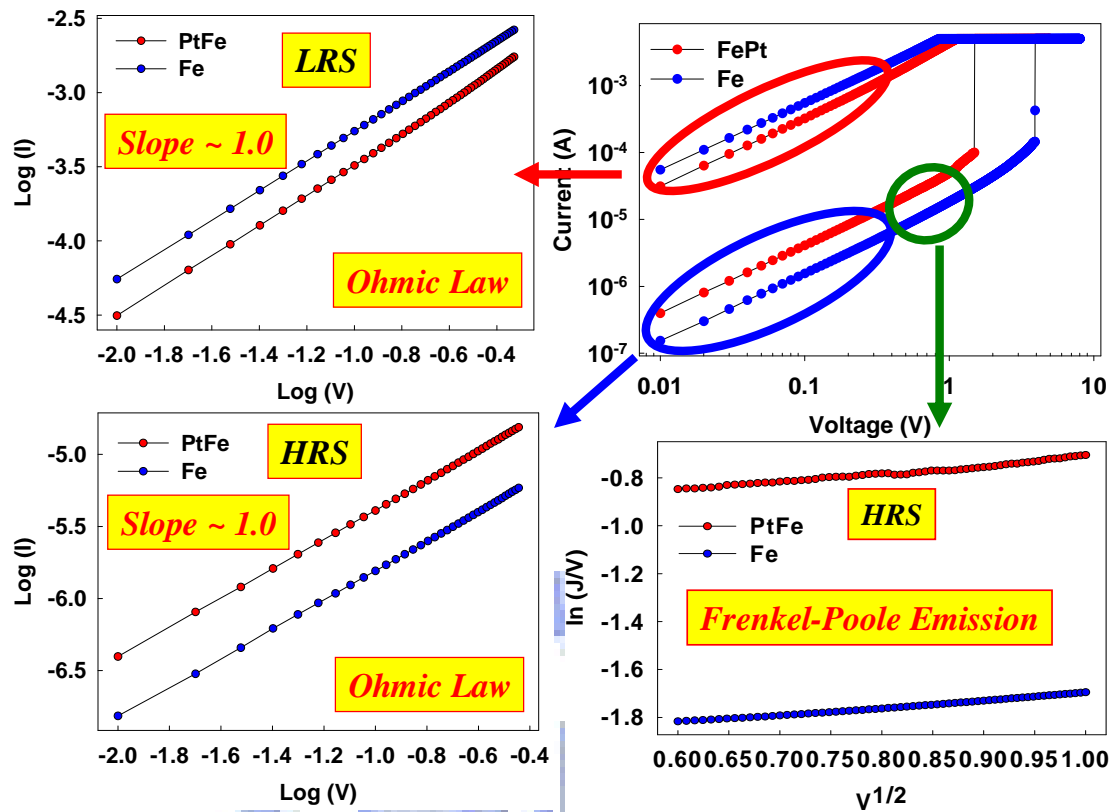 -2.5
-3.0
-3.5
-4.0
-4.5
Log (I)
PtFe
Fe
LRS
Slope ~ 1.0
Ohmic Law
-2.0 -1.8 -1.6 -1.4 -1.2 -1.0 -0.8 -0.6 -0.4
Log (V)
FePt
Fe
10-3
10-4
10-5
10-6
10-7
Current (A)
0.01 0.1 1 10
Voltage (V)
-5.0
-5.5
-6.0
-6.5
Log (I)
PtFe
Fe
HRS
Slope ~ 1.0
Ohmic Law
-2.0 -1.8 -1.6 -1.4 -1.2 -1.0 -0.8 -0.6 -0.4
Log (V)
-0.8
-1.0
-1.2
-1.4
-1.6
-1.8
ln (J/V)
HRS
PtFe
Fe
Frenkel-Poole Emission
0.60 0.65 0.70 0.75 0.80 0.85 0.90 0.95 1.00
V1/2